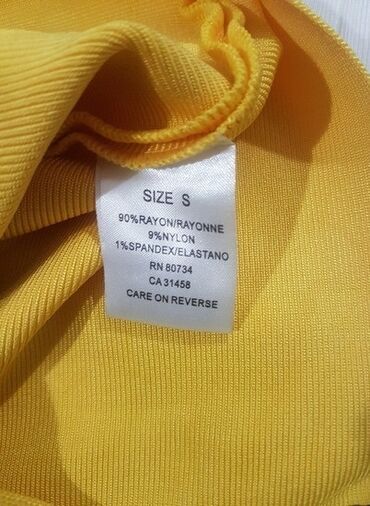 SIZE S
90%RAYON/RAYONNE
9%NYLON
1%SPANDEX/ELASTANO
RN 80734
CA 31458
CARE ON REVERSE